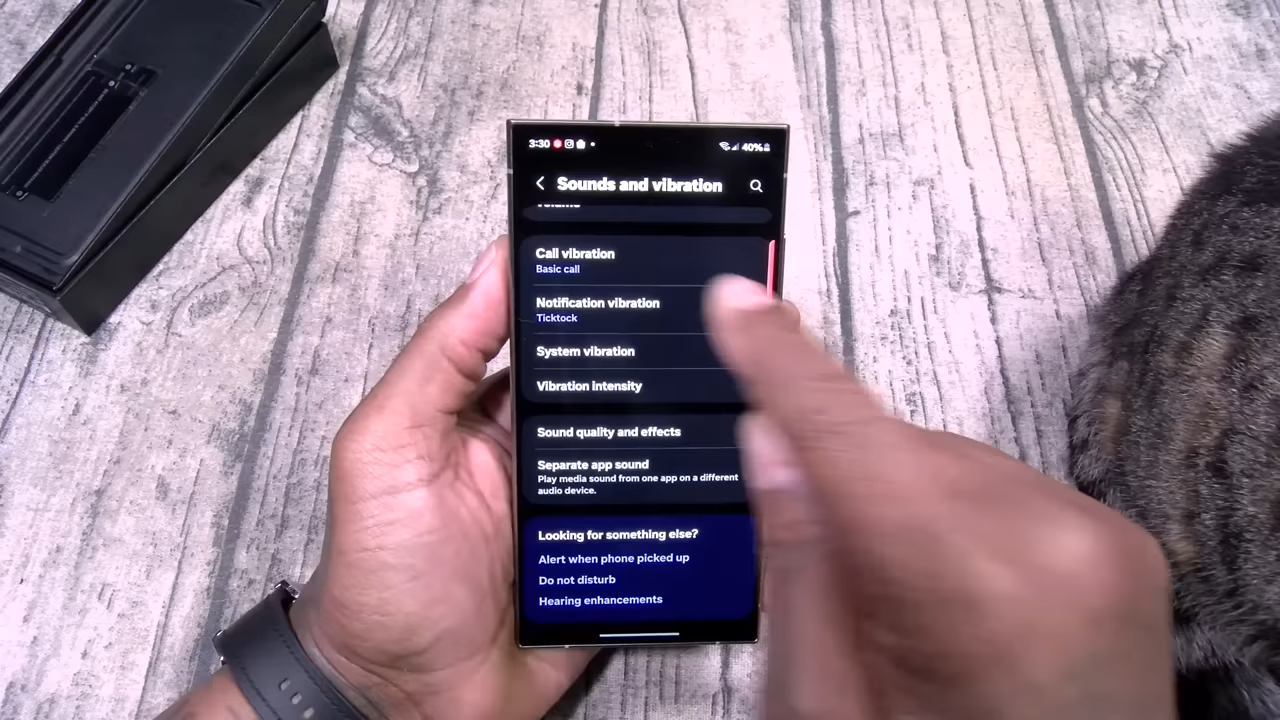 3:30 40%
Sounds and vibration
Volume
Call vibration
Basic call
Notification vibration
Ticktock
System vibration
Vibration intensity
Sound quality and effects
Separate app sound
Play media sound from one app on a different
audio device.
Looking for something else?
Alert when phone picked up
Do not disturb
Hearing enhancements